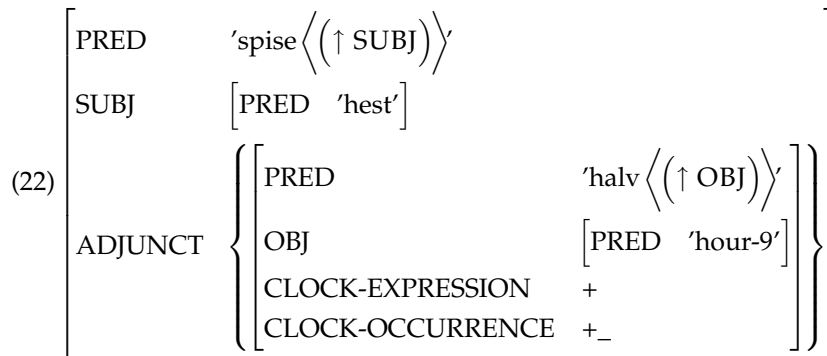 PRED 'spise⟨(↑ SUBJ)⟩'
SUBJ [PRED 'hest']
(22)
PRED 'halv⟨(↑ OBJ)⟩'
OBJ [PRED 'hour-9']
ADJUNCT
CLOCK-EXPRESSION +
CLOCK-OCCURRENCE +_